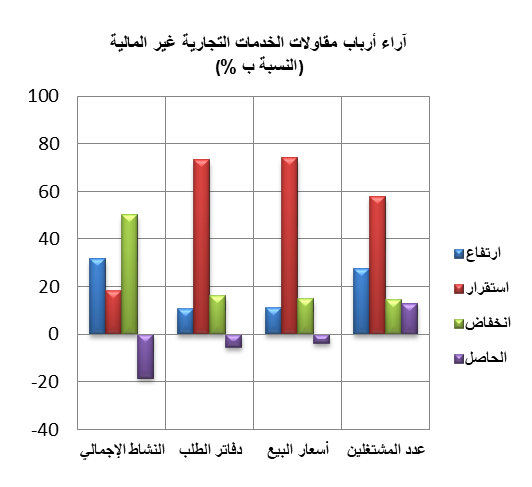 آراء أرباب مقاولات الخدمات التجارية غير المالية
(النسبة ب %)
100
80
60
40
20
0
-20
-40
ارتفاع
استقرار
انخفاض
الحاصل
النشاط الإجمالي
دفاتر الطلب
أسعار البيع
عدد المشتغلين